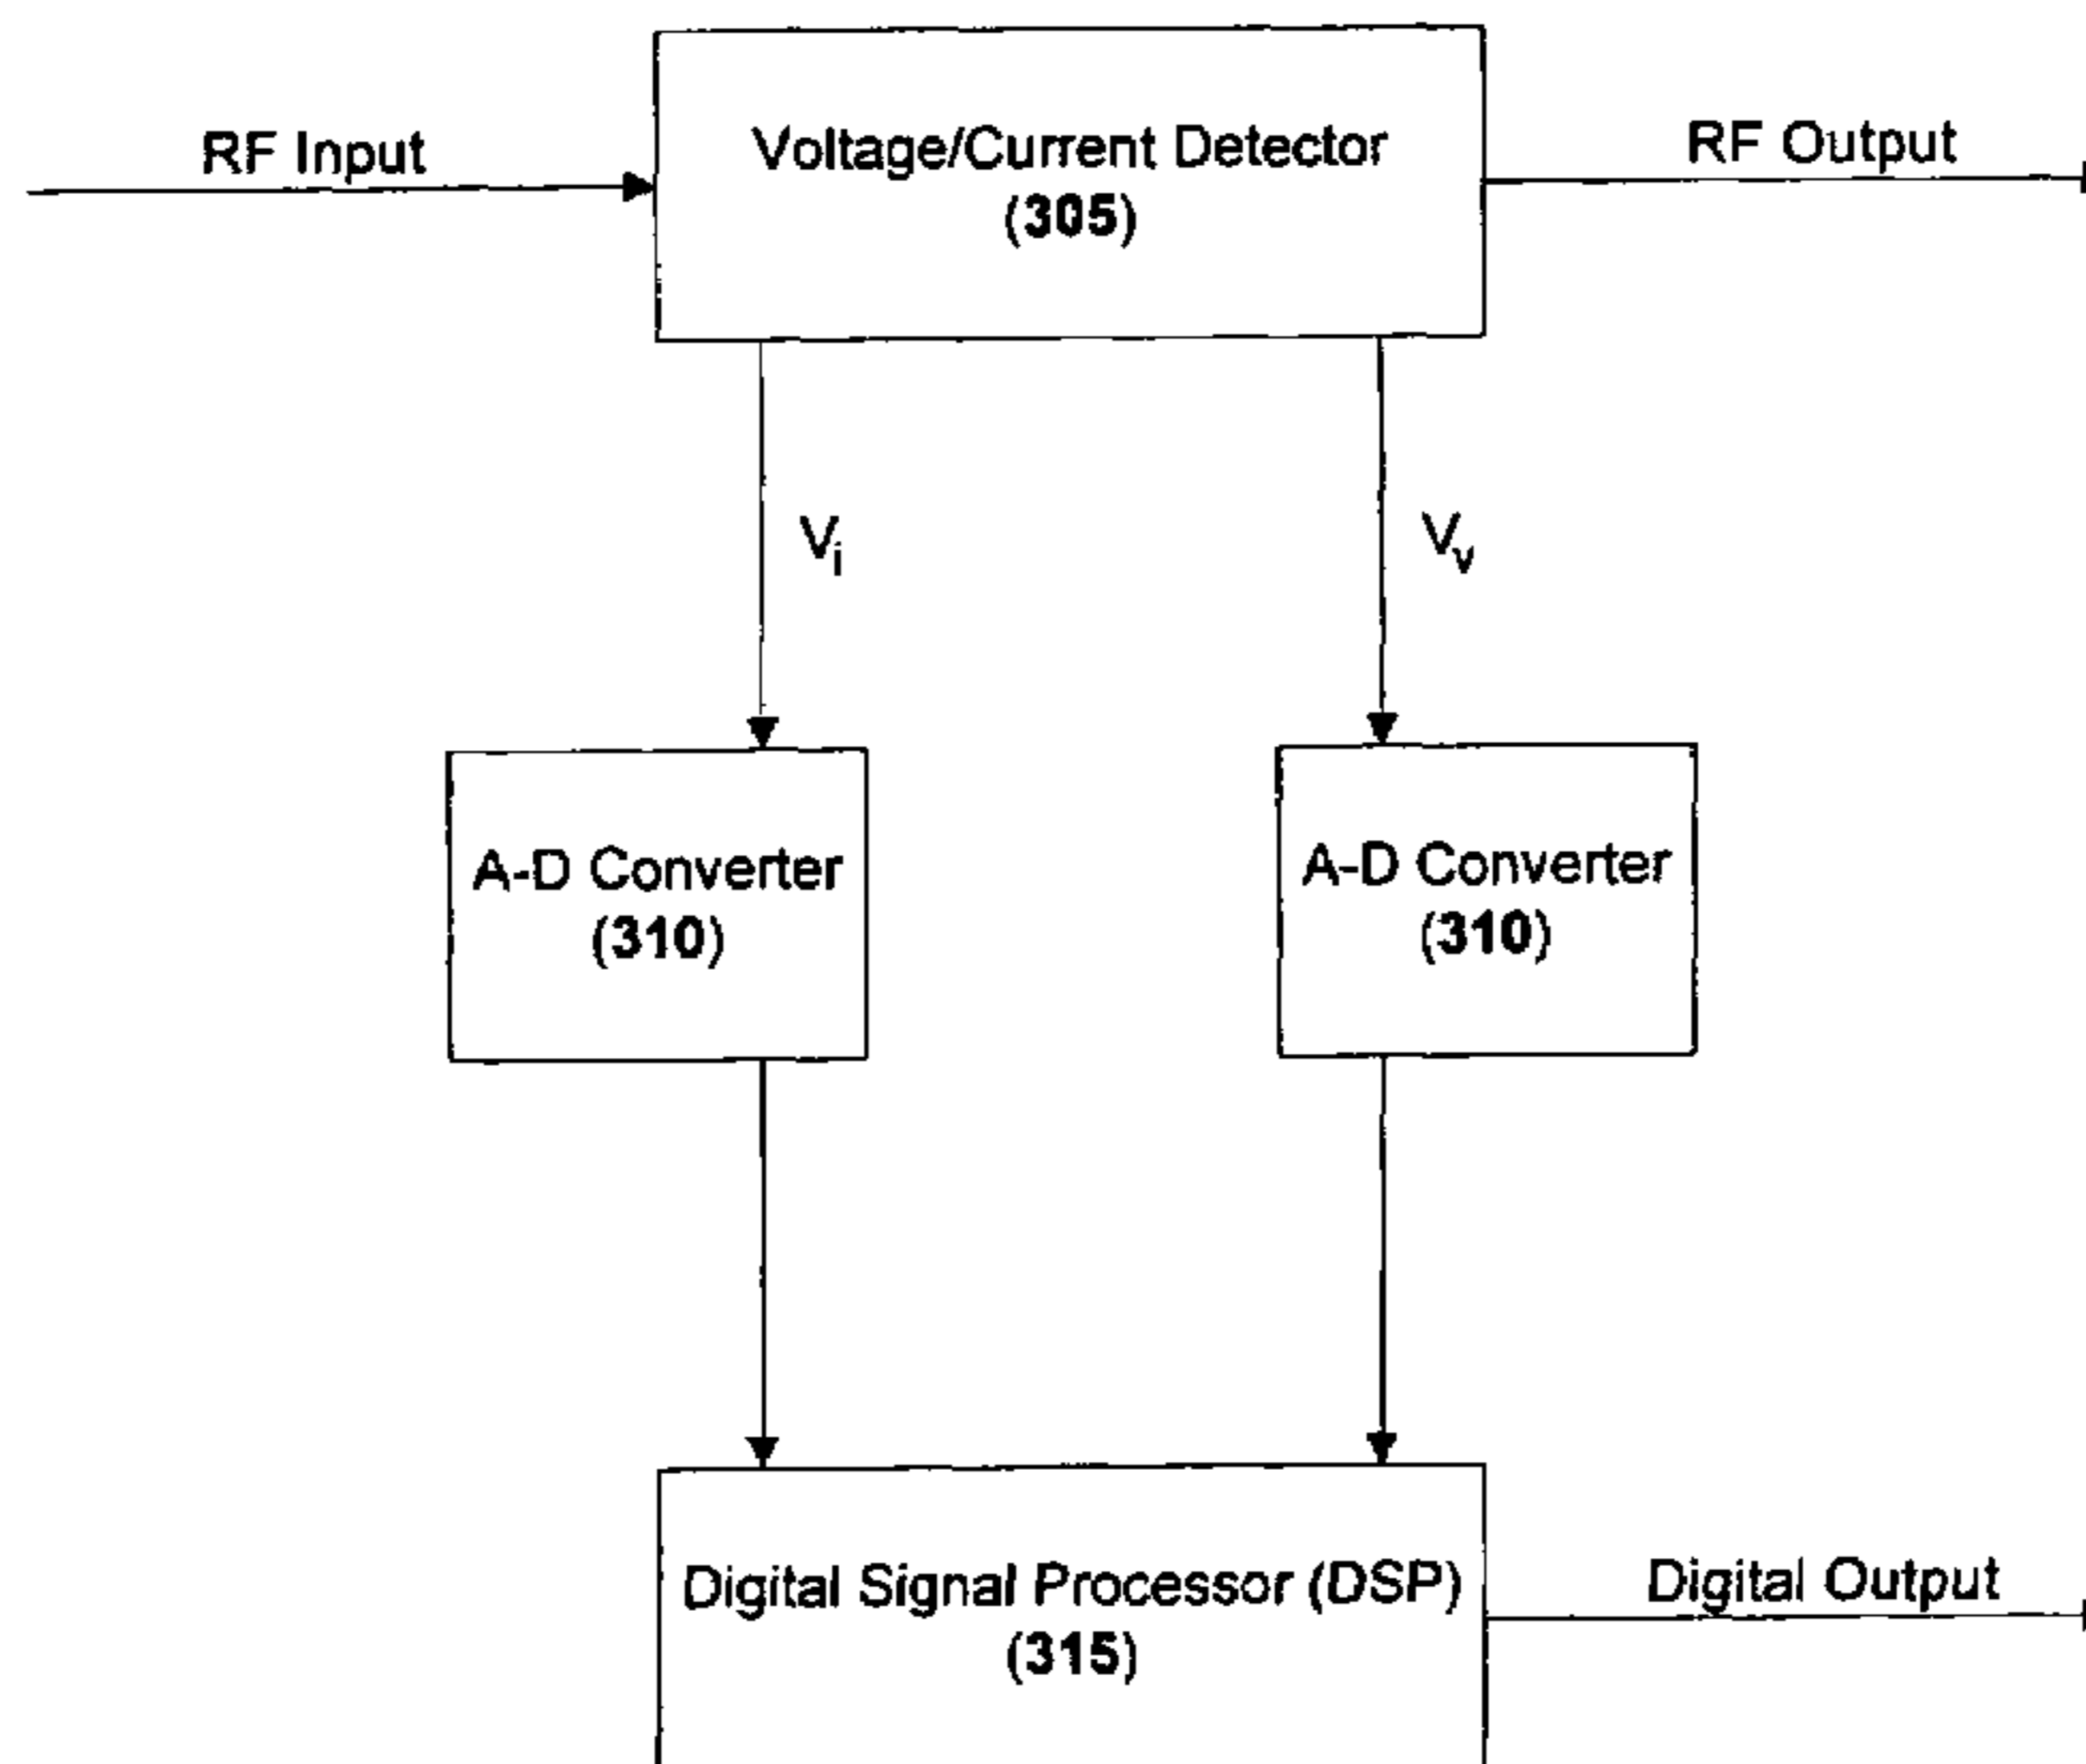 RF Input
Voltage/Current Detector
(305)
RF Output
Vi
Vv
A-D Converter
(310)
A-D Converter
(310)
Digital Signal Processor (DSP)
(315)
Digital Output